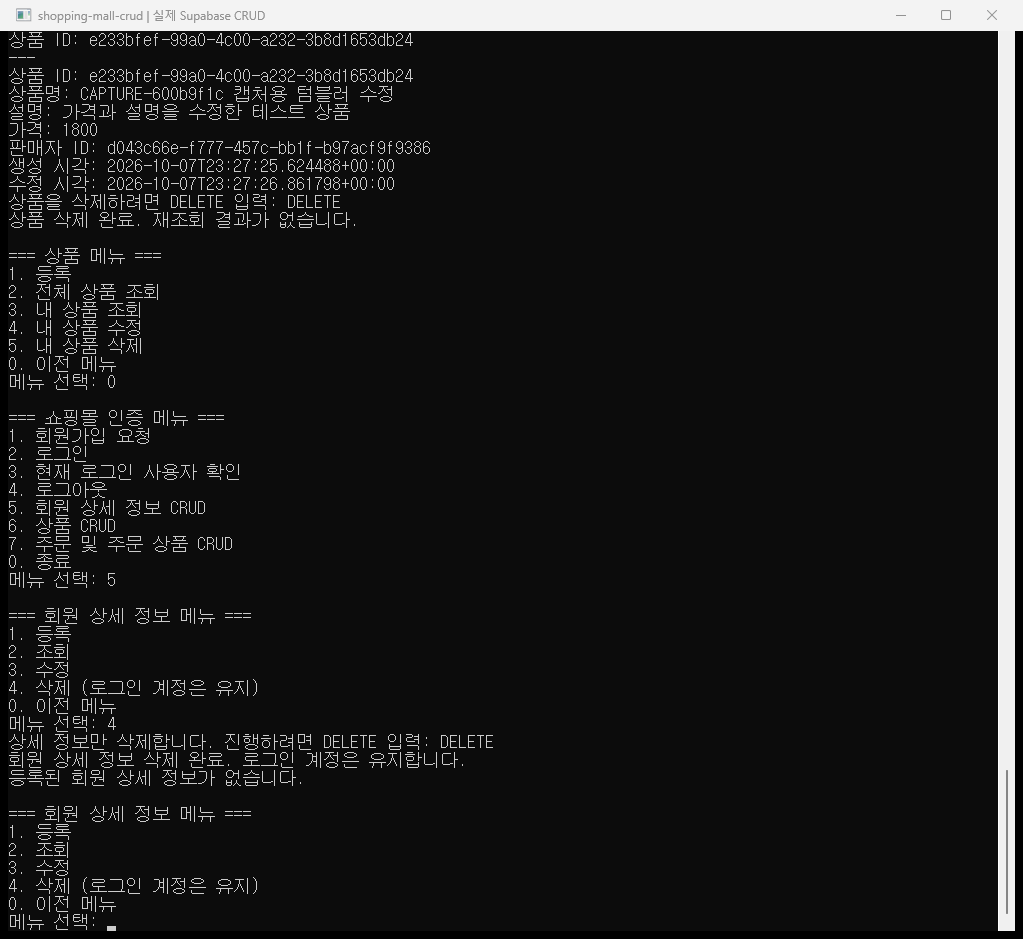 shopping-mall-crud | 실제 Supabase CRUD
상품 ID: e233bfef-99a0-4c00-a232-3b8d1653db24
---
상품 ID: e233bfef-99a0-4c00-a232-3b8d1653db24
상품명: CAPTURE-600b9f1c 캡처용 텀블러 수정
설명: 가격과 설명을 수정한 테스트 상품
가격: 1800
판매자 ID: d043c66e-f777-457c-bb1f-b97acf9f9386
생성 시각: 2026-10-07T23:27:25.624488+00:00
수정 시각: 2026-10-07T23:27:26.861798+00:00
상품을 삭제하려면 DELETE 입력: DELETE
상품 삭제 완료. 재조회 결과가 없습니다.
=== 상품 메뉴 ===
1. 등록
2. 전체 상품 조회
3. 내 상품 조회
4. 내 상품 수정
5. 내 상품 삭제
0. 이전 메뉴
메뉴 선택: 0
=== 쇼핑몰 인증 메뉴 ===
1. 회원가입 요청
2. 로그인
3. 현재 로그인 사용자 확인
4. 로그아웃
5. 회원 상세 정보 CRUD
6. 상품 CRUD
7. 주문 및 주문 상품 CRUD
0. 종료
메뉴 선택: 5
=== 회원 상세 정보 메뉴 ===
1. 등록
2. 조회
3. 수정
4. 삭제 (로그인 계정은 유지)
0. 이전 메뉴
메뉴 선택: 4
상세 정보만 삭제합니다. 진행하려면 DELETE 입력: DELETE
회원 상세 정보 삭제 완료. 로그인 계정은 유지합니다.
등록된 회원 상세 정보가 없습니다.
=== 회원 상세 정보 메뉴 ===
1. 등록
2. 조회
3. 수정
4. 삭제 (로그인 계정은 유지)
0. 이전 메뉴
메뉴 선택: